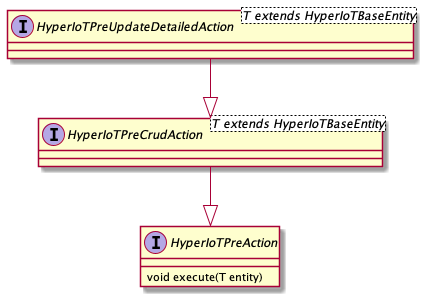 T extends HyperIoTBaseEntity
I HyperIoTPreUpdateDetailedAction
T extends HyperIoTBaseEntity
I HyperIoTPreCrudAction
I HyperIoTPreAction
void execute(T entity)